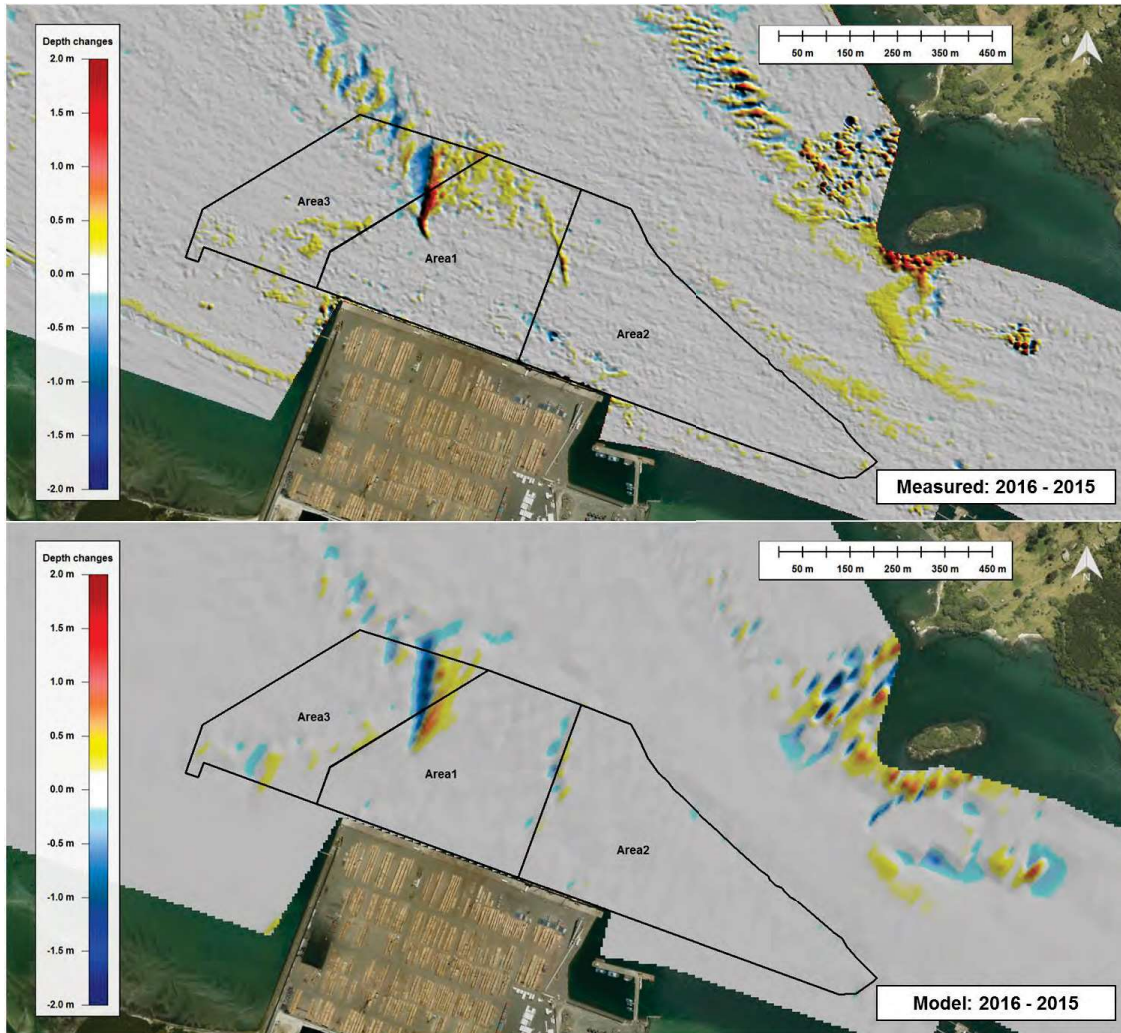 Depth changes
2.0 m
1.5 m
1.0 m
0.5 m
0.0 m
-0.5 m
-1.0 m
-1.5 m
-2.0 m
50 m 150 m 250 m 350 m 450 m
N
Area3
Area1
Area2
Measured: 2016 - 2015
Depth changes
2.0 m
1.5 m
1.0 m
0.5 m
0.0 m
-0.5 m
-1.0 m
-1.5 m
-2.0 m
50 m 150 m 250 m 350 m 450 m
N
Area3
Area1
Area2
Model: 2016 - 2015